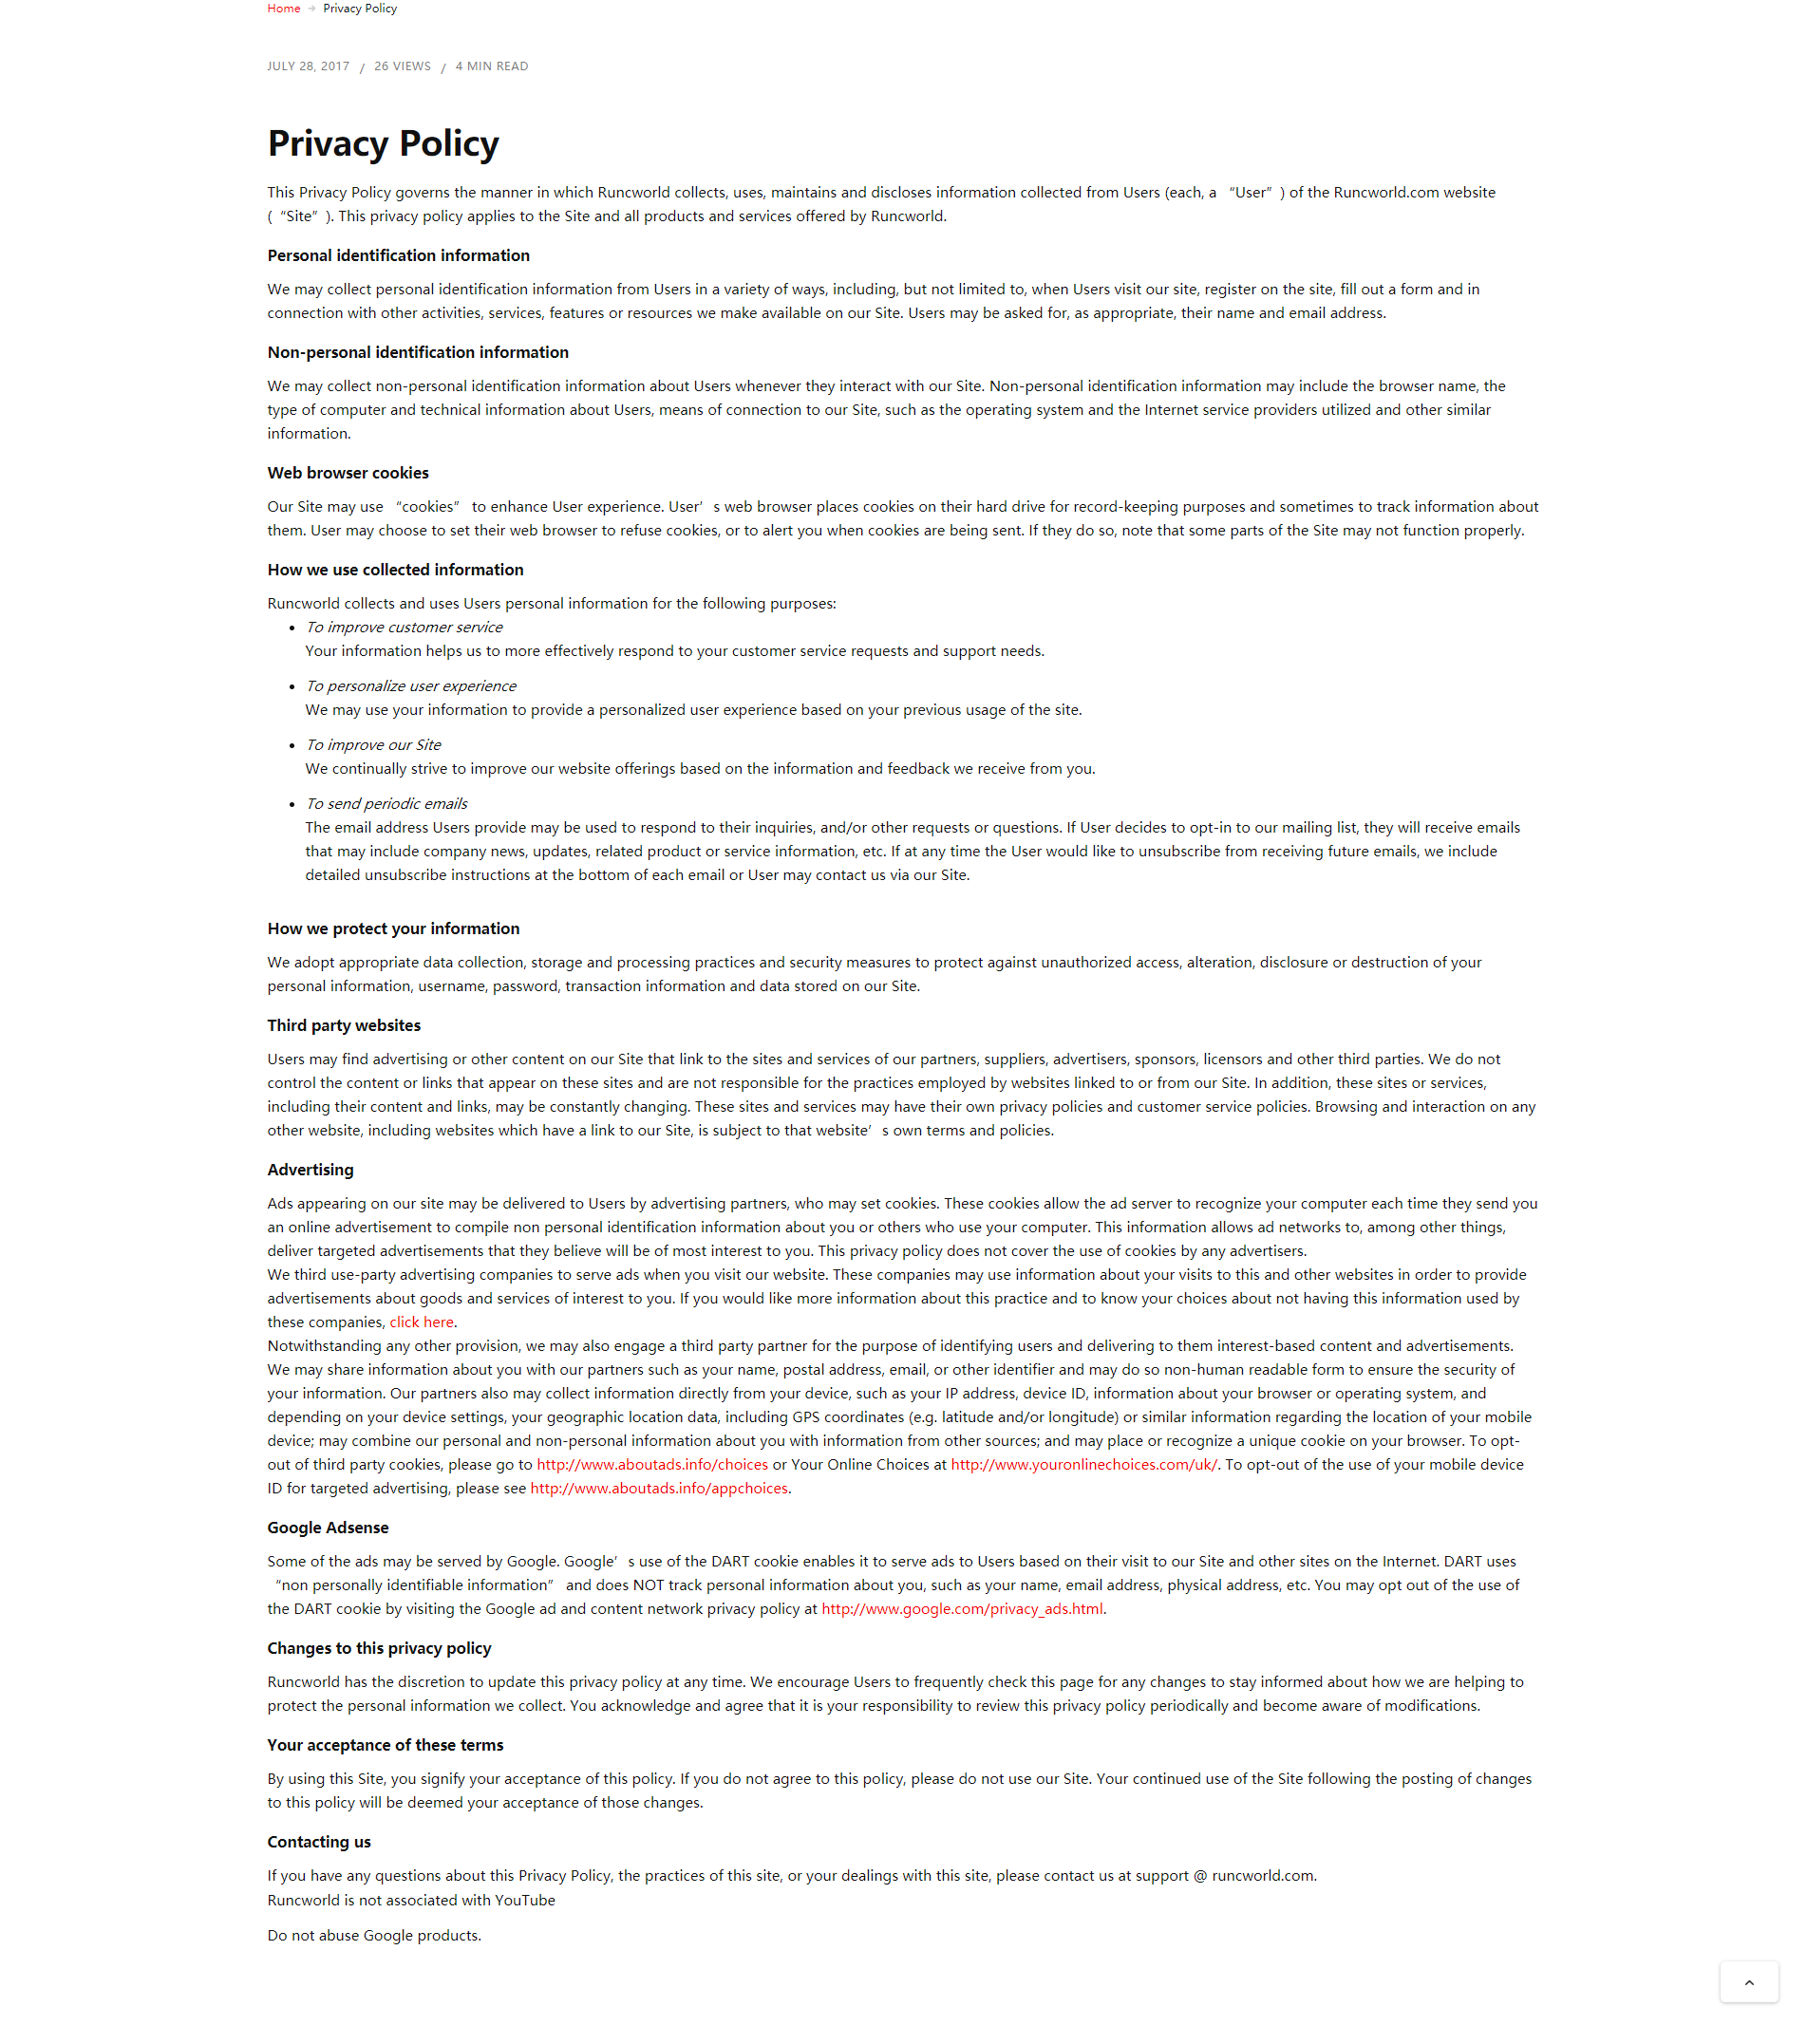 Home → Privacy Policy
JULY 28, 2017 / 26 VIEWS / 4 MIN READ
Privacy Policy
This Privacy Policy governs the manner in which Runcworld collects, uses, maintains and discloses information collected from Users (each, a “User” ) of the Runcworld.com website
( “Site” ). This privacy policy applies to the Site and all products and services offered by Runcworld.
Personal identification information
We may collect personal identification information from Users in a variety of ways, including, but not limited to, when Users visit our site, register on the site, fill out a form and in
connection with other activities, services, features or resources we make available on our Site. Users may be asked for, as appropriate, their name and email address.
Non-personal identification information
We may collect non-personal identification information about Users whenever they interact with our Site. Non-personal identification information may include the browser name, the
type of computer and technical information about Users, means of connection to our Site, such as the operating system and the Internet service providers utilized and other similar
information.
Web browser cookies
Our Site may use “cookies” to enhance User experience. User’ s web browser places cookies on their hard drive for record-keeping purposes and sometimes to track information about
them. User may choose to set their web browser to refuse cookies, or to alert you when cookies are being sent. If they do so, note that some parts of the Site may not function properly.
How we use collected information
Runcworld collects and uses Users personal information for the following purposes:
• To improve customer service
Your information helps us to more effectively respond to your customer service requests and support needs.
• To personalize user experience
We may use your information to provide a personalized user experience based on your previous usage of the site.
• To improve our Site
We continually strive to improve our website offerings based on the information and feedback we receive from you.
• To send periodic emails
The email address Users provide may be used to respond to their inquiries, and/or other requests or questions. If User decides to opt-in to our mailing list, they will receive emails
that may include company news, updates, related product or service information, etc. If at any time the User would like to unsubscribe from receiving future emails, we include
detailed unsubscribe instructions at the bottom of each email or User may contact us via our Site.
How we protect your information
We adopt appropriate data collection, storage and processing practices and security measures to protect against unauthorized access, alteration, disclosure or destruction of your
personal information, username, password, transaction information and data stored on our Site.
Third party websites
Users may find advertising or other content on our Site that link to the sites and services of our partners, suppliers, advertisers, sponsors, licensors and other third parties. We do not
control the content or links that appear on these sites and are not responsible for the practices employed by websites linked to or from our Site. In addition, these sites or services,
including their content and links, may be constantly changing. These sites and services may have their own privacy policies and customer service policies. Browsing and interaction on any
other website, including websites which have a link to our Site, is subject to that website’ s own terms and policies.
Advertising
Ads appearing on our site may be delivered to Users by advertising partners, who may set cookies. These cookies allow the ad server to recognize your computer each time they send you
an online advertisement to compile non personal identification information about you or others who use your computer. This information allows ad networks to, among other things,
deliver targeted advertisements that they believe will be of most interest to you. This privacy policy does not cover the use of cookies by any advertisers.
We third use-party advertising companies to serve ads when you visit our website. These companies may use information about your visits to this and other websites in order to provide
advertisements about goods and services of interest to you. If you would like more information about this practice and to know your choices about not having this information used by
these companies, click here.
Notwithstanding any other provision, we may also engage a third party partner for the purpose of identifying users and delivering to them interest-based content and advertisements.
We may share information about you with our partners such as your name, postal address, email, or other identifier and may do so non-human readable form to ensure the security of
your information. Our partners also may collect information directly from your device, such as your IP address, device ID, information about your browser or operating system, and
depending on your device settings, your geographic location data, including GPS coordinates (e.g. latitude and/or longitude) or similar information regarding the location of your mobile
device; may combine our personal and non-personal information about you with information from other sources; and may place or recognize a unique cookie on your browser. To opt-
out of third party cookies, please go to http://www.aboutads.info/choices or Your Online Choices at http://www.youronlinechoices.com/uk/. To opt-out of the use of your mobile device
ID for targeted advertising, please see http://www.aboutads.info/appchoices.
Google Adsense
Some of the ads may be served by Google. Google’ s use of the DART cookie enables it to serve ads to Users based on their visit to our Site and other sites on the Internet. DART uses
“non personally identifiable information” and does NOT track personal information about you, such as your name, email address, physical address, etc. You may opt out of the use of
the DART cookie by visiting the Google ad and content network privacy policy at http://www.google.com/privacy_ads.html.
Changes to this privacy policy
Runcworld has the discretion to update this privacy policy at any time. We encourage Users to frequently check this page for any changes to stay informed about how we are helping to
protect the personal information we collect. You acknowledge and agree that it is your responsibility to review this privacy policy periodically and become aware of modifications.
Your acceptance of these terms
By using this Site, you signify your acceptance of this policy. If you do not agree to this policy, please do not use our Site. Your continued use of the Site following the posting of changes
to this policy will be deemed your acceptance of those changes.
Contacting us
If you have any questions about this Privacy Policy, the practices of this site, or your dealings with this site, please contact us at support @ runcworld.com.
Runcworld is not associated with YouTube
Do not abuse Google products.